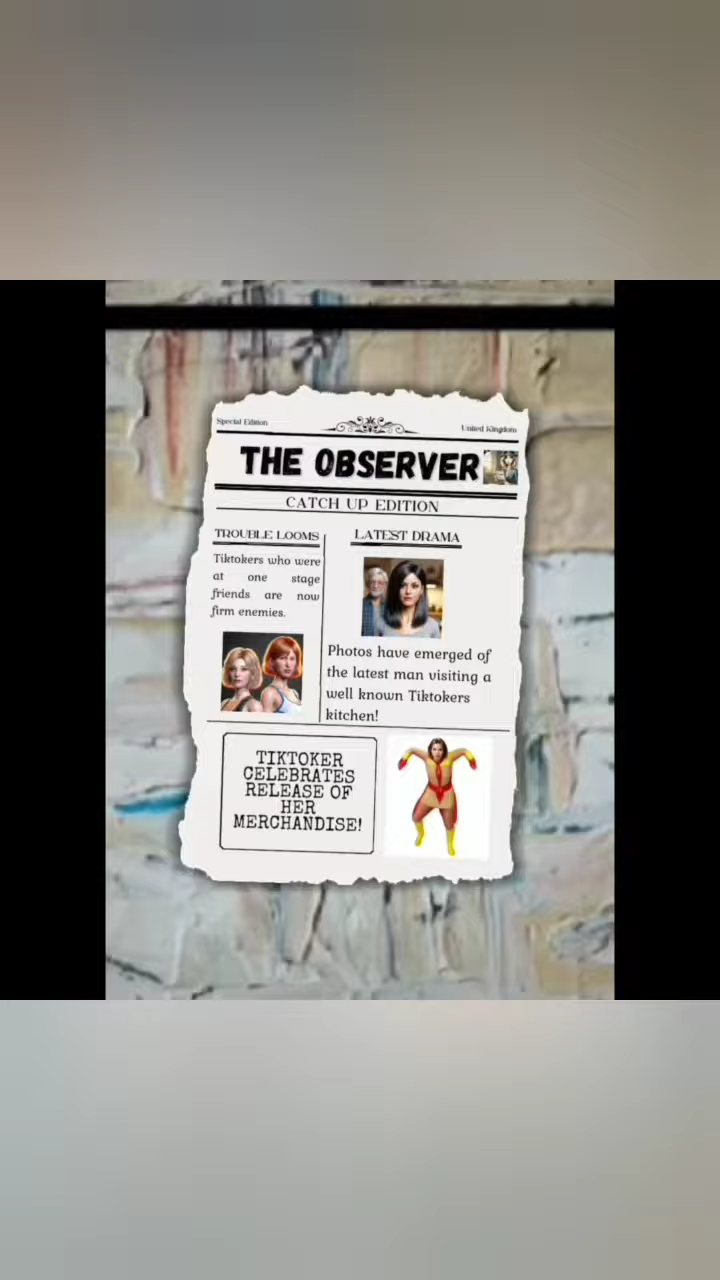 Special Edition
United Kingdom
THE OBSERVER
CATCH UP EDITION
TROUBLE LOOMS
Tiktokers who were
at one stage
friends are now
firm enemies.
LATEST DRAMA
Photos have emerged of
the latest man visiting a
well known Tiktokers
kitchen!
TIKTOKER
CELEBRATES
RELEASE OF
HER
MERCHANDISE!